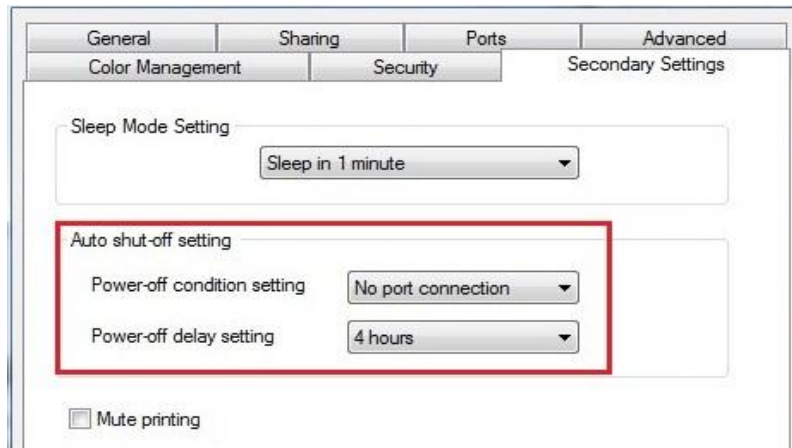 General Sharing Ports Advanced
Color Management Security Secondary Settings
Sleep Mode Setting
Sleep in 1 minute
Auto shut-off setting
Power-off condition setting No port connection
Power-off delay setting 4 hours
Mute printing